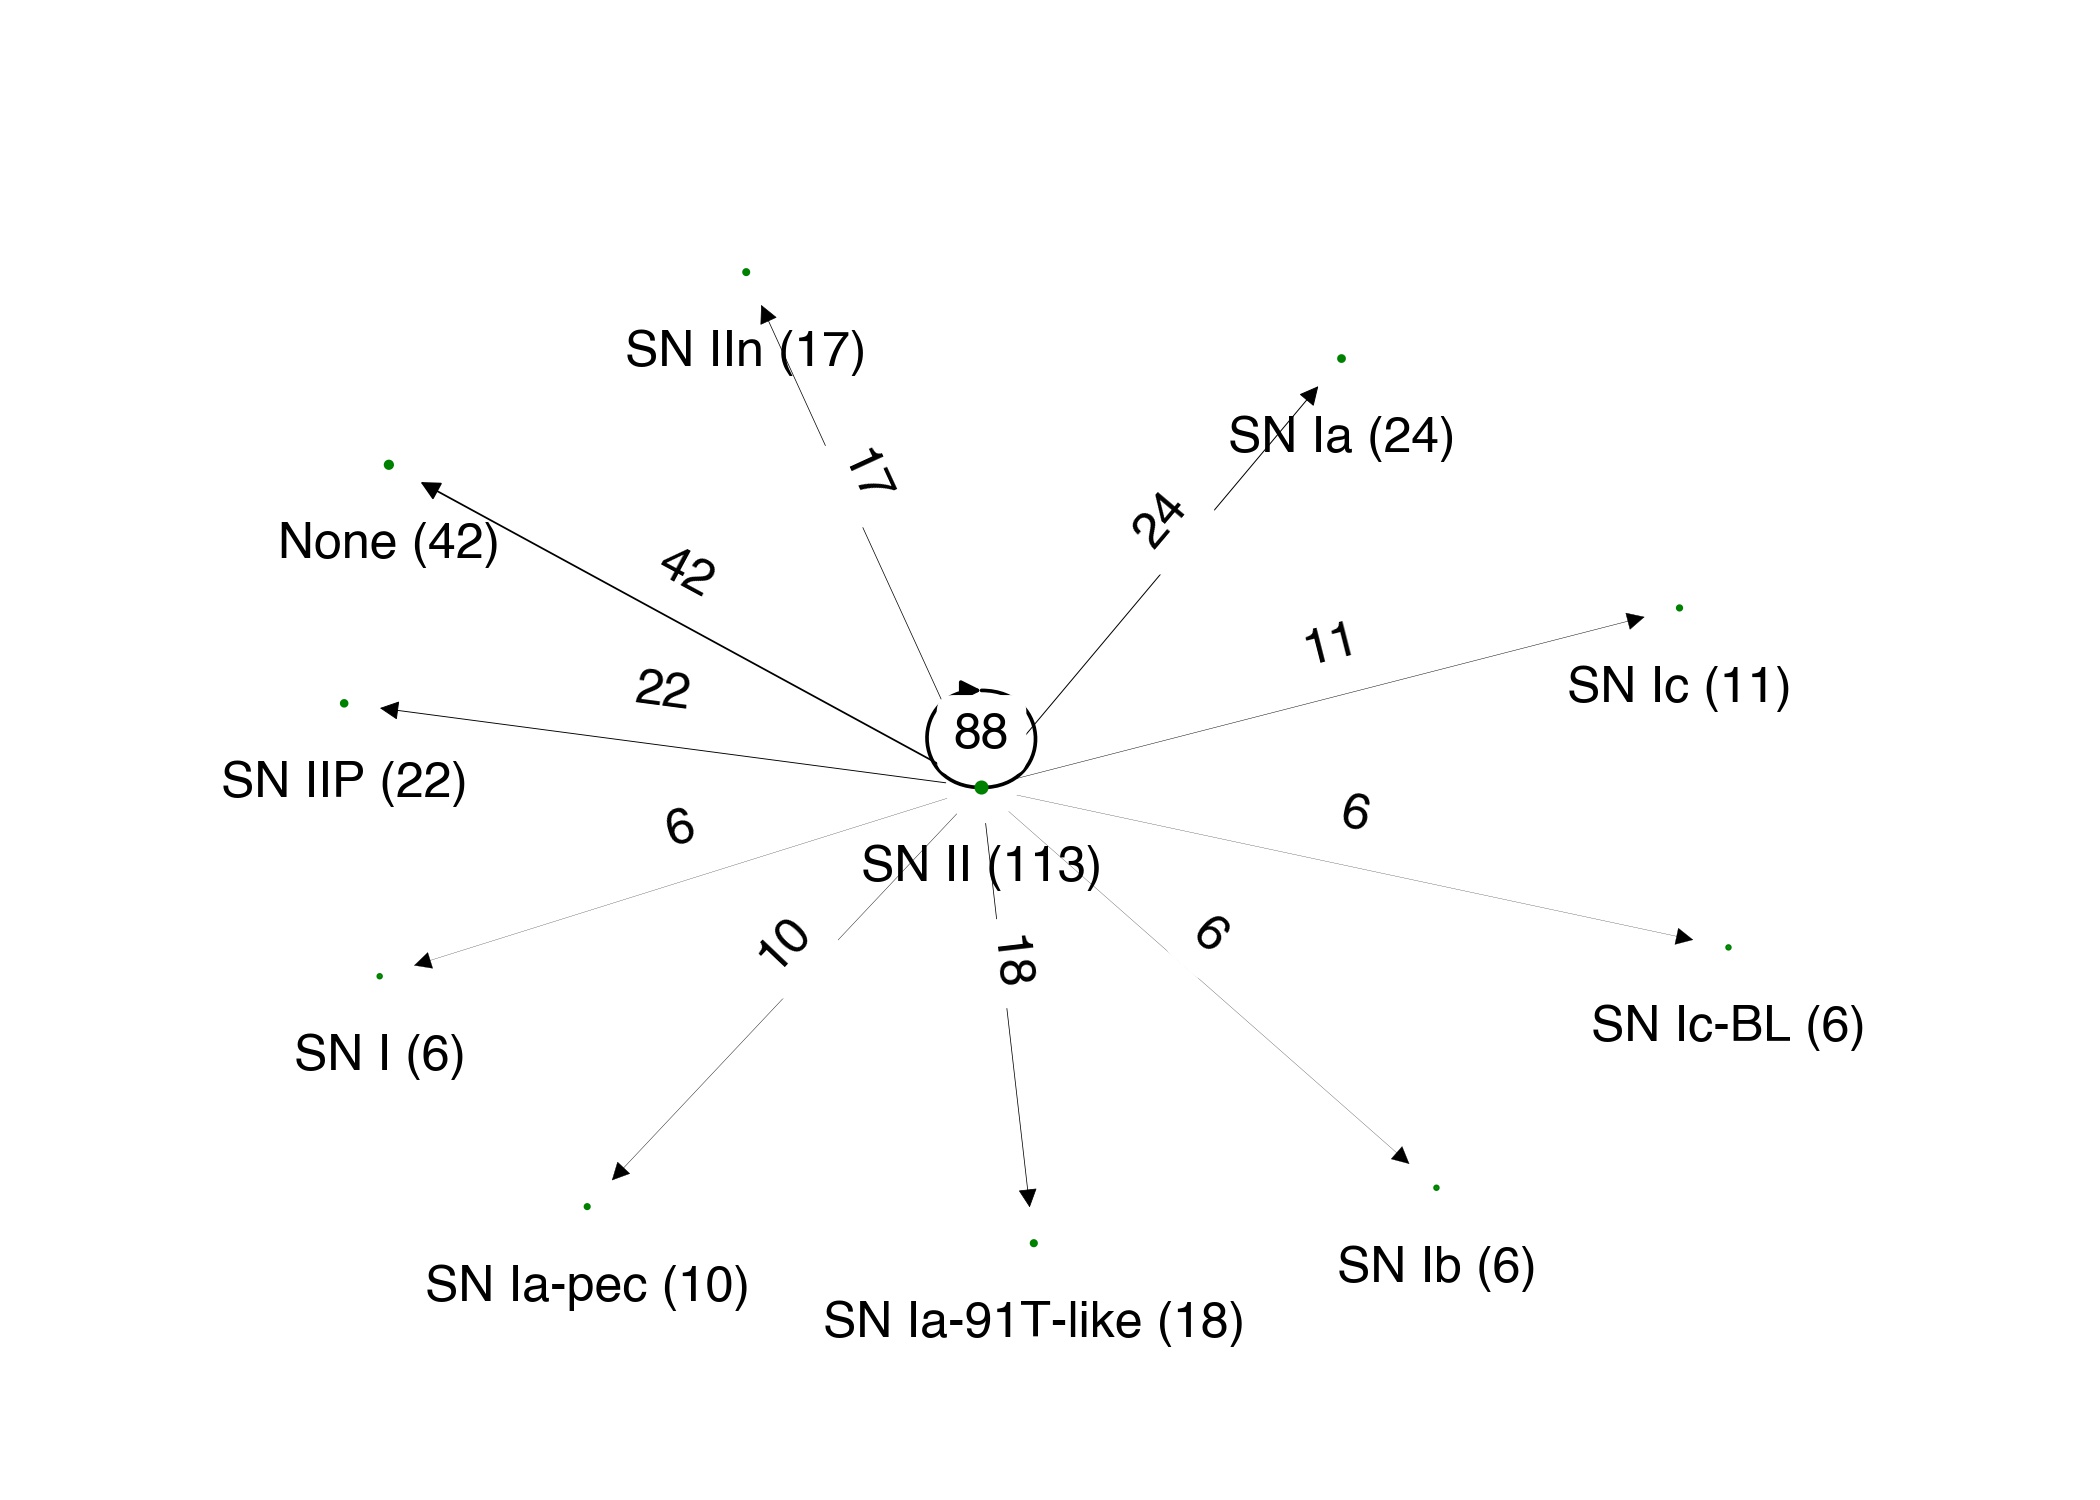 SN IIn (17)
SN Ia (24)
17
24
None (42)
42
11
22
SN Ic (11)
88
SN IIP (22)
6
6
SN II (113)
10
18
6
SN I (6)
SN Ic-BL (6)
SN Ia-pec (10)
SN Ib (6)
SN Ia-91T-like (18)